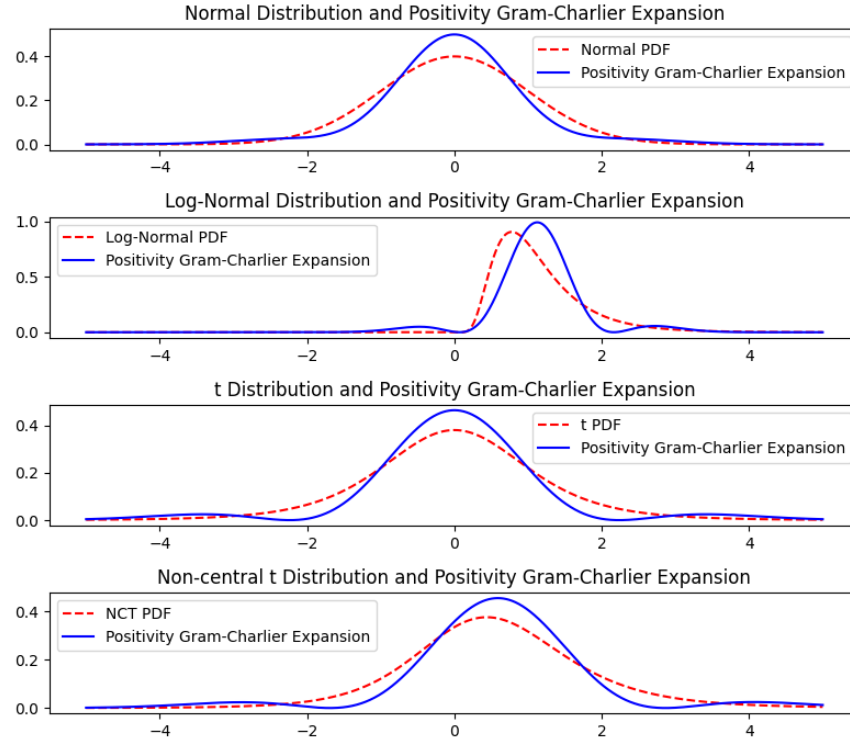 Normal Distribution and Positivity Gram-Charlier Expansion
0.4
0.2
0.0
Normal PDF
Positivity Gram-Charlier Expansion
−4
−2
0
2
4
Log-Normal Distribution and Positivity Gram-Charlier Expansion
1.0
0.5
0.0
Log-Normal PDF
Positivity Gram-Charlier Expansion
−4
−2
0
2
4
t Distribution and Positivity Gram-Charlier Expansion
0.4
0.2
0.0
t PDF
Positivity Gram-Charlier Expansion
−4
−2
0
2
4
Non-central t Distribution and Positivity Gram-Charlier Expansion
0.4
0.2
0.0
NCT PDF
Positivity Gram-Charlier Expansion
−4
−2
0
2
4